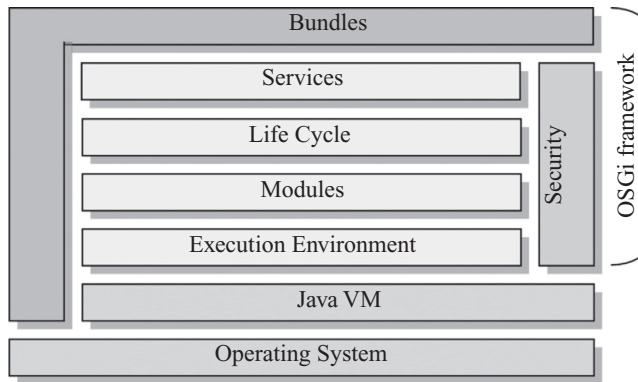 Bundles
Services
Life Cycle
Modules
Execution Environment
Security
OSGi framework
Java VM
Operating System